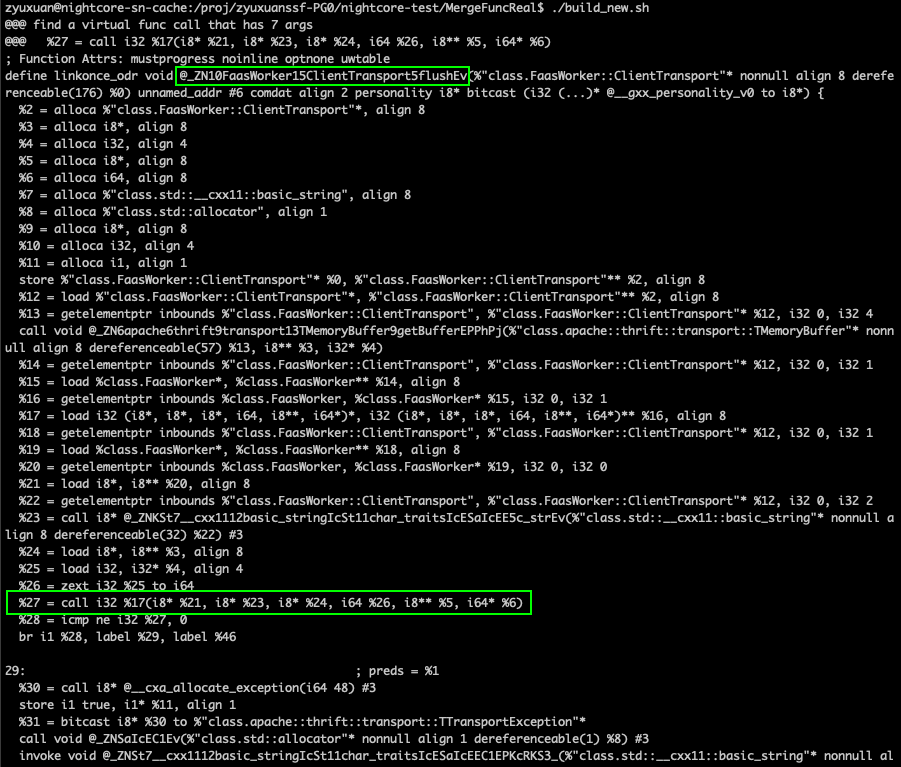 zyuxuan@nightcore-sn-cache:/proj/zyuxuanssf-PG0/nightcore-test/MergeFuncReal$ ./build_new.sh
@@@ find a virtual func call that has 7 args
@@@   %27 = call i32 %17(i8* %21, i8* %23, i8* %24, i64 %26, i8** %5, i64* %6)
; Function Attrs: mustprogress noinline optnone uwtable
define linkonce_odr void @_ZN10FaasWorker15ClientTransport5flushEv(%"class.FaasWorker::ClientTransport"* nonnull align 8 derefe
renceable(176) %0) unnamed_addr #6 comdat align 2 personality i8* bitcast (i32 (...)* @__gxx_personality_v0 to i8*) {
  %2 = alloca %"class.FaasWorker::ClientTransport"*, align 8
  %3 = alloca i8*, align 8
  %4 = alloca i32, align 4
  %5 = alloca i8*, align 8
  %6 = alloca i64, align 8
  %7 = alloca %"class.std::__cxx11::basic_string", align 8
  %8 = alloca %"class.std::allocator", align 1
  %9 = alloca i8*, align 8
  %10 = alloca i32, align 4
  %11 = alloca i1, align 1
  store %"class.FaasWorker::ClientTransport"* %0, %"class.FaasWorker::ClientTransport"** %2, align 8
  %12 = load %"class.FaasWorker::ClientTransport"*, %"class.FaasWorker::ClientTransport"** %2, align 8
  %13 = getelementptr inbounds %"class.FaasWorker::ClientTransport", %"class.FaasWorker::ClientTransport"* %12, i32 0, i32 4
  call void @_ZN6apache6thrift9transport13TMemoryBuffer9getBufferEPPhPj(%"class.apache::thrift::transport::TMemoryBuffer"* nonn
ull align 8 dereferenceable(57) %13, i8** %3, i32* %4)
  %14 = getelementptr inbounds %"class.FaasWorker::ClientTransport", %"class.FaasWorker::ClientTransport"* %12, i32 0, i32 1
  %15 = load %class.FaasWorker*, %class.FaasWorker** %14, align 8
  %16 = getelementptr inbounds %class.FaasWorker, %class.FaasWorker* %15, i32 0, i32 1
  %17 = load i32 (i8*, i8*, i8*, i64, i8**, i64*)*, i32 (i8*, i8*, i8*, i64, i8**, i64*)** %16, align 8
  %18 = getelementptr inbounds %"class.FaasWorker::ClientTransport", %"class.FaasWorker::ClientTransport"* %12, i32 0, i32 1
  %19 = load %class.FaasWorker*, %class.FaasWorker** %18, align 8
  %20 = getelementptr inbounds %class.FaasWorker, %class.FaasWorker* %19, i32 0, i32 0
  %21 = load i8*, i8** %20, align 8
  %22 = getelementptr inbounds %"class.FaasWorker::ClientTransport", %"class.FaasWorker::ClientTransport"* %12, i32 0, i32 2
  %23 = call i8* @_ZNKSt7__cxx1112basic_stringIcSt11char_traitsIcESaIcEE5c_strEv(%"class.std::__cxx11::basic_string"* nonnull a
lign 8 dereferenceable(32) %22) #3
  %24 = load i8*, i8** %3, align 8
  %25 = load i32, i32* %4, align 4
  %26 = zext i32 %25 to i64
  %27 = call i32 %17(i8* %21, i8* %23, i8* %24, i64 %26, i8** %5, i64* %6)
  %28 = icmp ne i32 %27, 0
  br i1 %28, label %29, label %46
29:                                               ; preds = %1
  %30 = call i8* @__cxa_allocate_exception(i64 48) #3
  store i1 true, i1* %11, align 1
  %31 = bitcast i8* %30 to %"class.apache::thrift::transport::TTransportException"*
  call void @_ZNSaIcEC1Ev(%"class.std::allocator"* nonnull align 1 dereferenceable(1) %8) #3
  invoke void @_ZNSt7__cxx1112basic_stringIcSt11char_traitsIcESaIcEEC1EPKcRKS3_(%"class.std::__cxx11::basic_string"* nonnull al